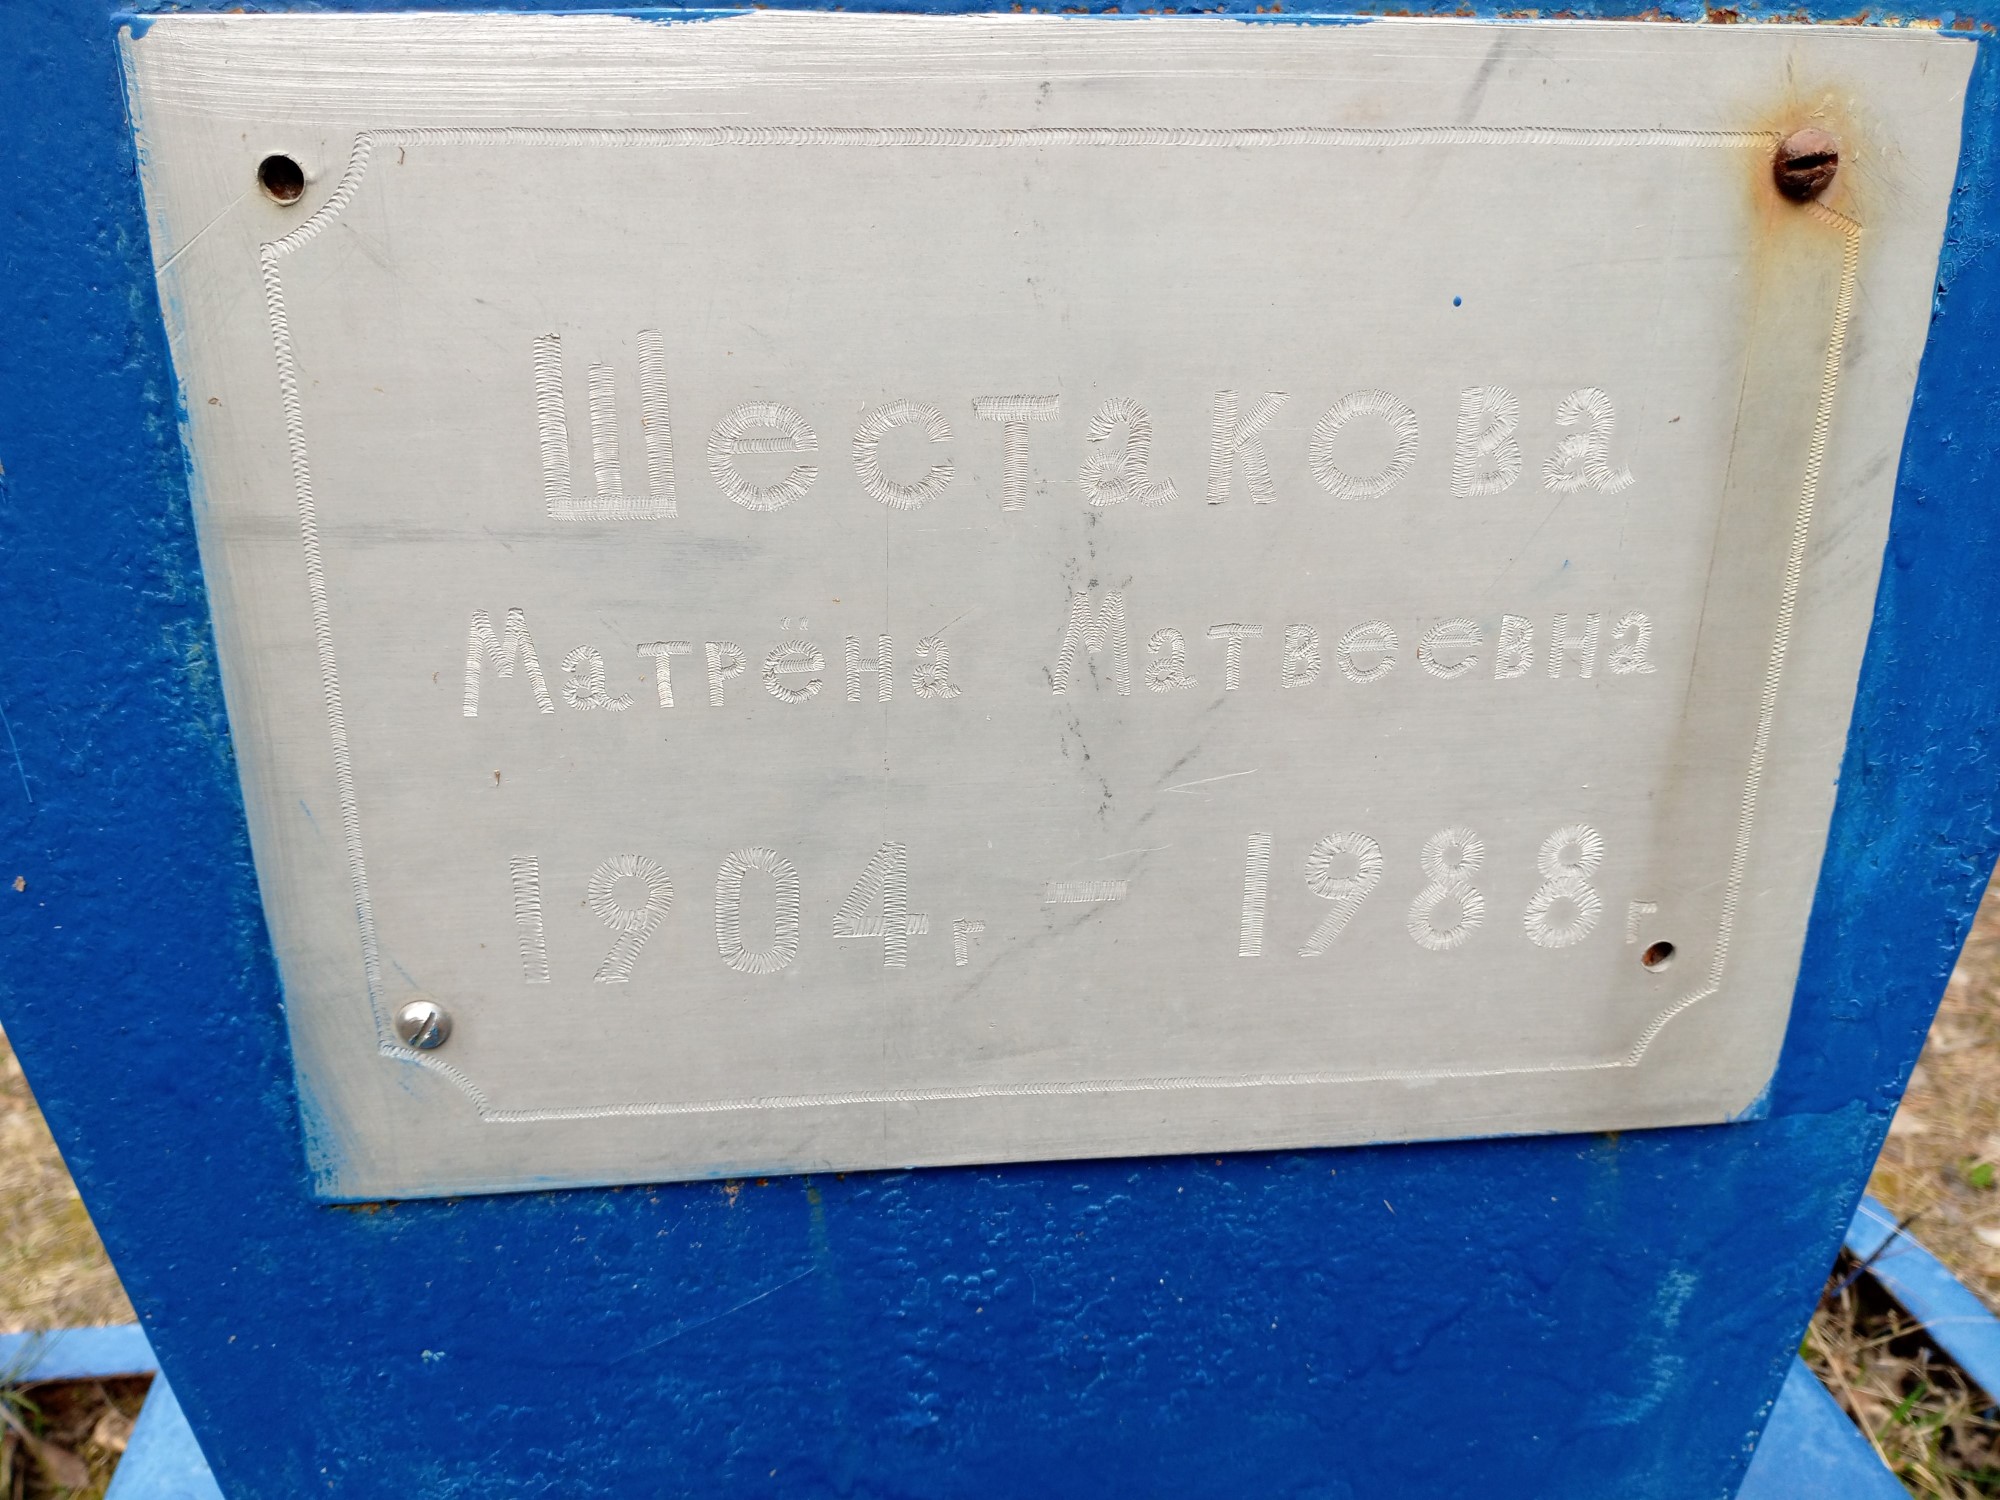 Шестакова
Матрёна Матвеевна
1904г - 1988г.